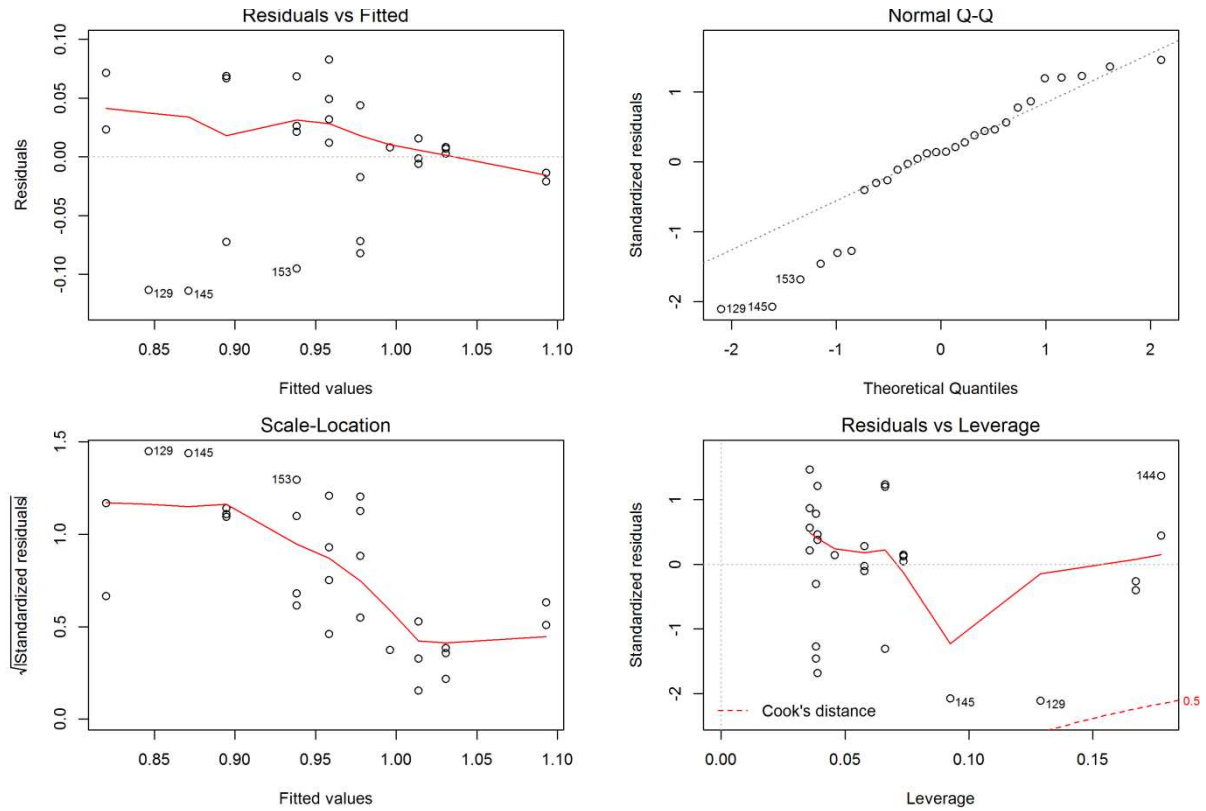 Residuals vs Fitted
Residuals
0.10
0.05
0.00
-0.05
-0.10
153
129
145
0.85 0.90 0.95 1.00 1.05 1.10
Fitted values
Normal Q-Q
Standardized residuals
1
0
-1
-2
153
129
145
-2 -1 0 1 2
Theoretical Quantiles
Scale-Location
√|Standardized residuals|
1.5
1.0
0.5
0.0
129
145
153
0.85 0.90 0.95 1.00 1.05 1.10
Fitted values
Residuals vs Leverage
Standardized residuals
1
0
-1
-2
144
145
129
0.5
Cook's distance
0.00 0.05 0.10 0.15
Leverage